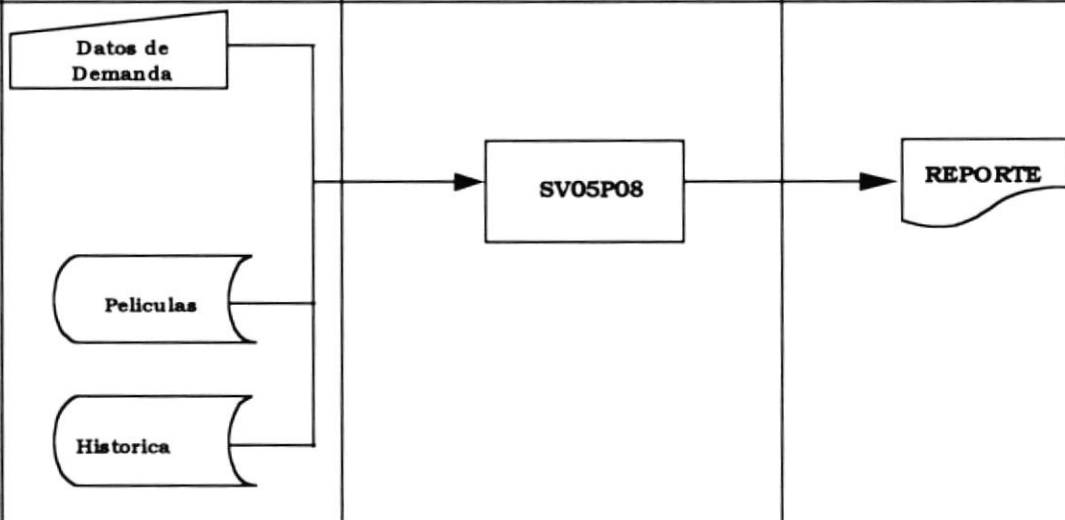 Datos de
Demanda
SV05P08
REPORTE
Peliculas
Historica